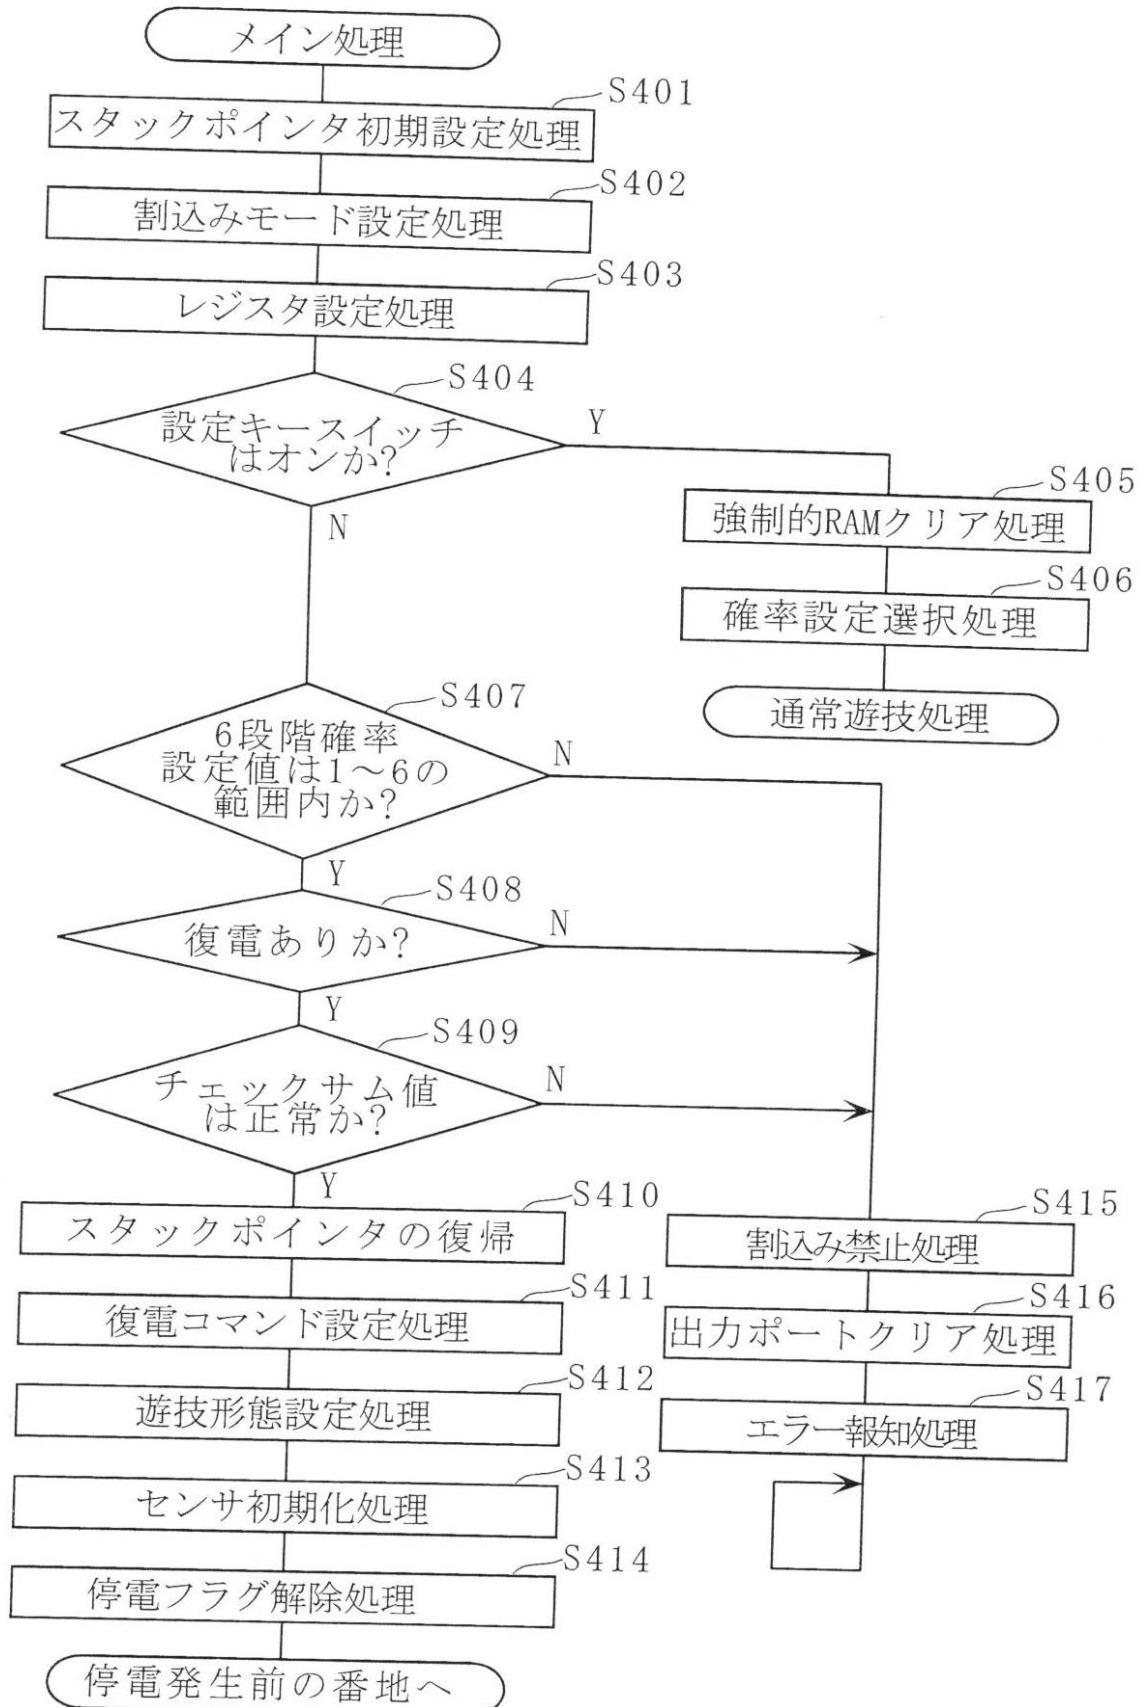 メイン処理
S401
スタックポインタ初期設定処理
S402
割込みモード設定処理
S403
レジスタ設定処理
S404
設定キースイッチ
はオンか?
Y
N
S405
強制的RAMクリア処理
S406
確率設定選択処理
通常遊技処理
S407
6段階確率
設定値は1～6の
範囲内か?
N
Y
S408
復電ありか?
N
Y
S409
チェックサム値
は正常か?
N
Y
S410
スタックポインタの復帰
S411
復電コマンド設定処理
S412
遊技形態設定処理
S413
センサ初期化処理
S414
停電フラグ解除処理
停電発生前の番地へ
S415
割込み禁止処理
S416
出力ポートクリア処理
S417
エラー報知処理